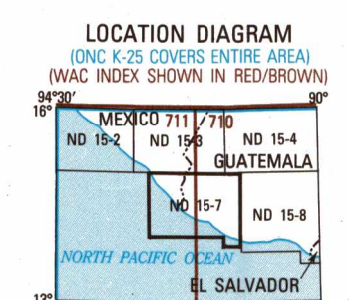 LOCATION DIAGRAM
(ONC K-25 COVERS ENTIRE AREA)
(WAC INDEX SHOWN IN RED/BROWN)
94°30' 90°
16°
MEXICO 711 710
ND 15-2 ND 15-3 ND 15-4
GUATEMALA
ND 15-7 ND 15-8
NORTH PACIFIC OCEAN
EL SALVADOR
13°